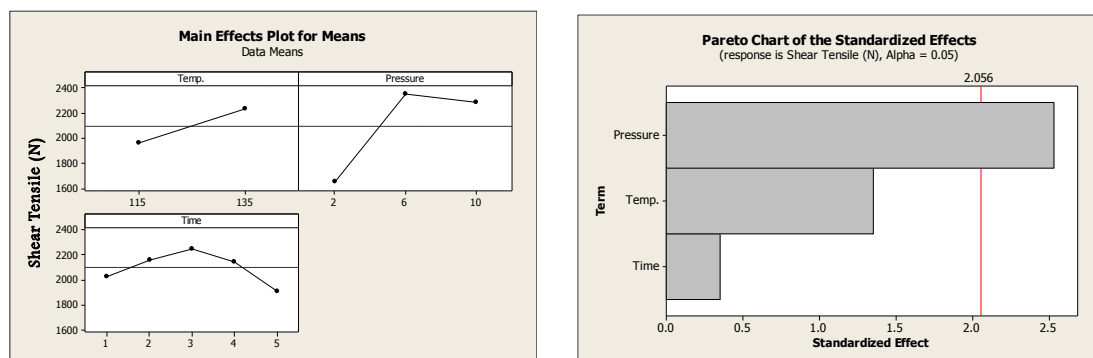 Main Effects Plot for Means
Data Means
Temp.
Pressure
2400
2200
2000
1800
1600
115
135
2
6
10
Time
2400
2200
2000
1800
1600
1
2
3
4
5
Shear Tensile (N)
Pareto Chart of the Standardized Effects
(response is Shear Tensile (N), Alpha = 0.05)
2.056
Pressure
Temp.
Time
Term
0.0
0.5
1.0
1.5
2.0
2.5
Standardized Effect